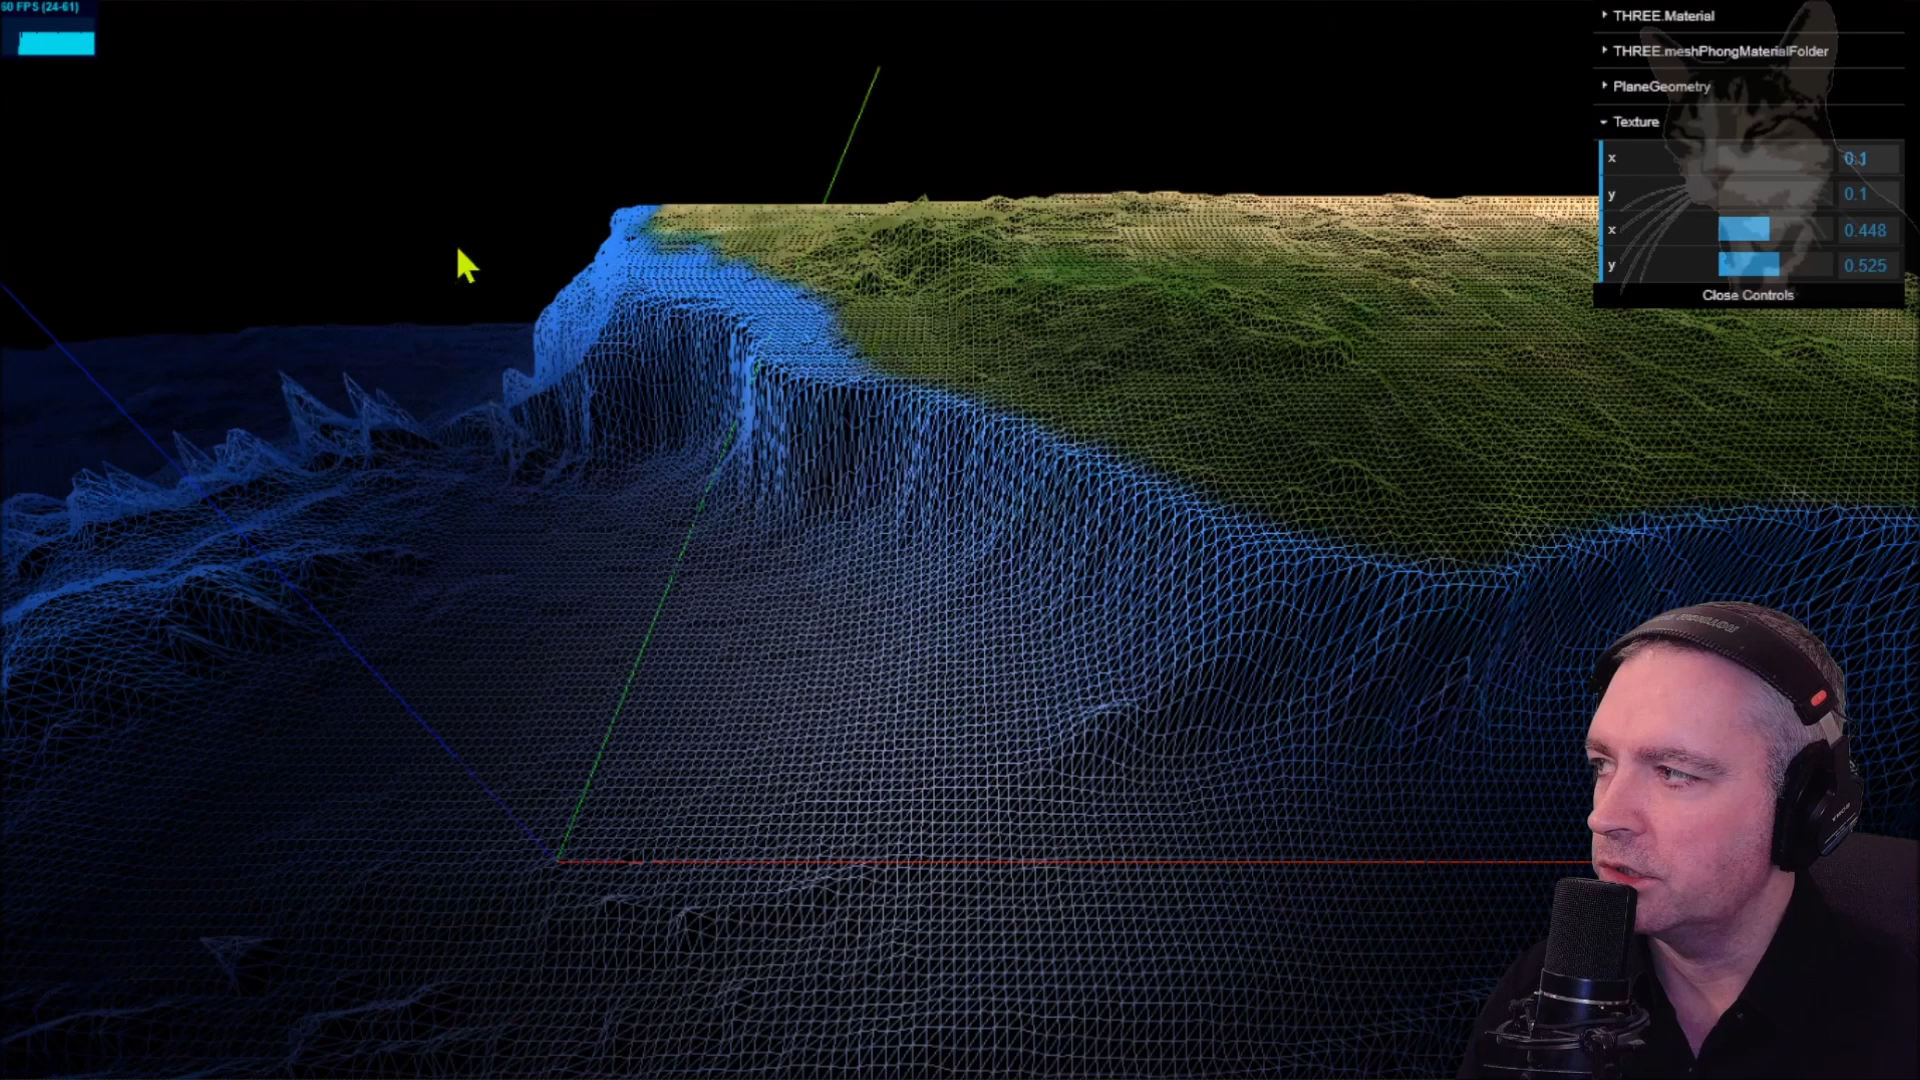 60 FPS (24-61)
THREE.Material
THREE.meshPhongMaterialFolder
PlaneGeometry
Texture
x 0.1
y 0.1
x 0.448
y 0.525
Close Controls